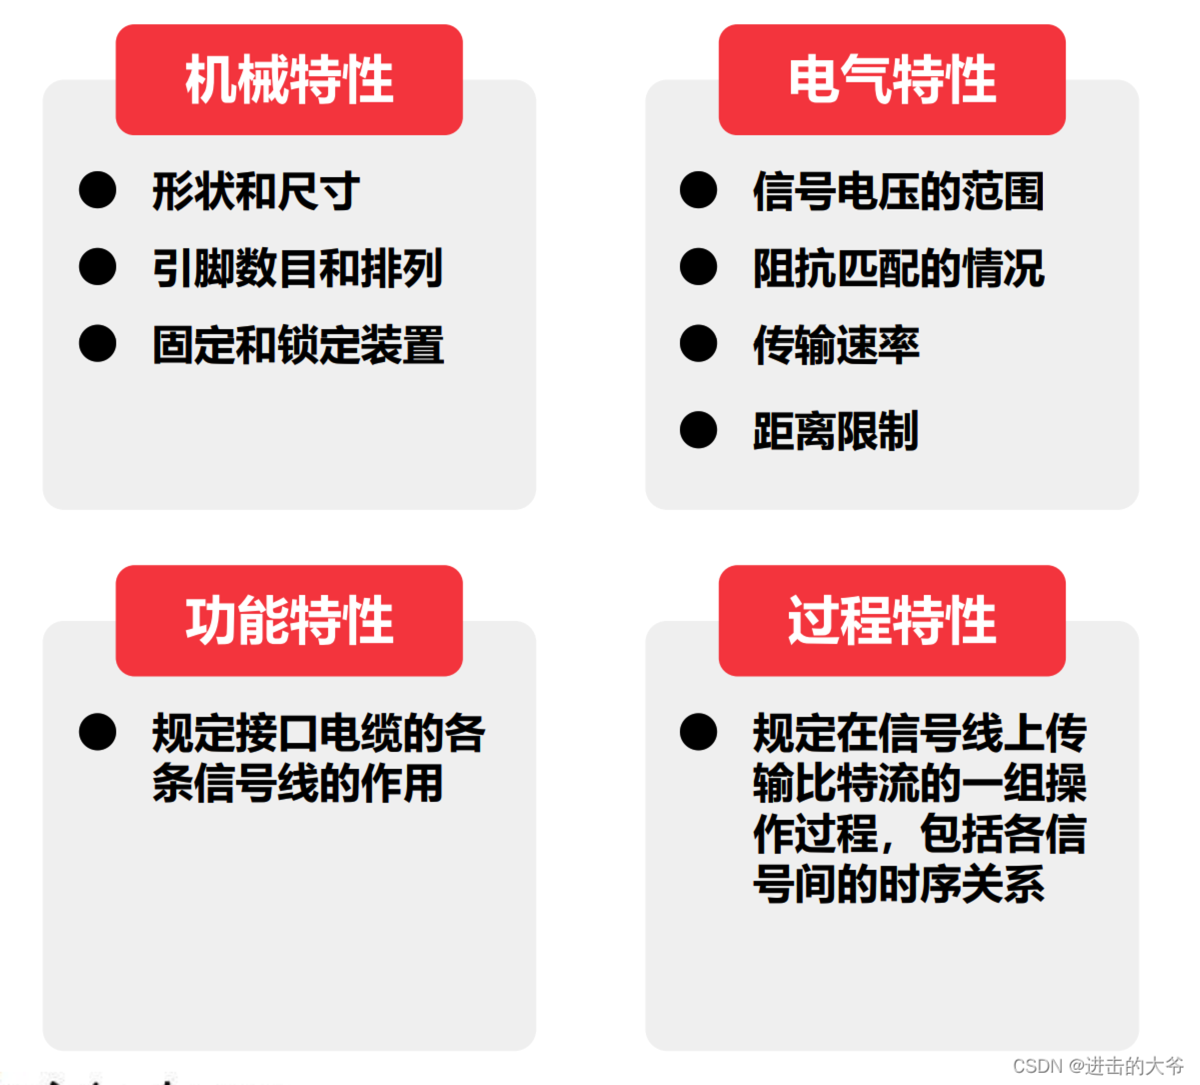 机械特性
形状和尺寸
引脚数目和排列
固定和锁定装置
电气特性
信号电压的范围
阻抗匹配的情况
传输速率
距离限制
功能特性
规定接口电缆的各
条信号线的作用
过程特性
规定在信号线上传
输比特流的一组操
作过程，包括各信
号间的时序关系
CSDN @进击的大爷